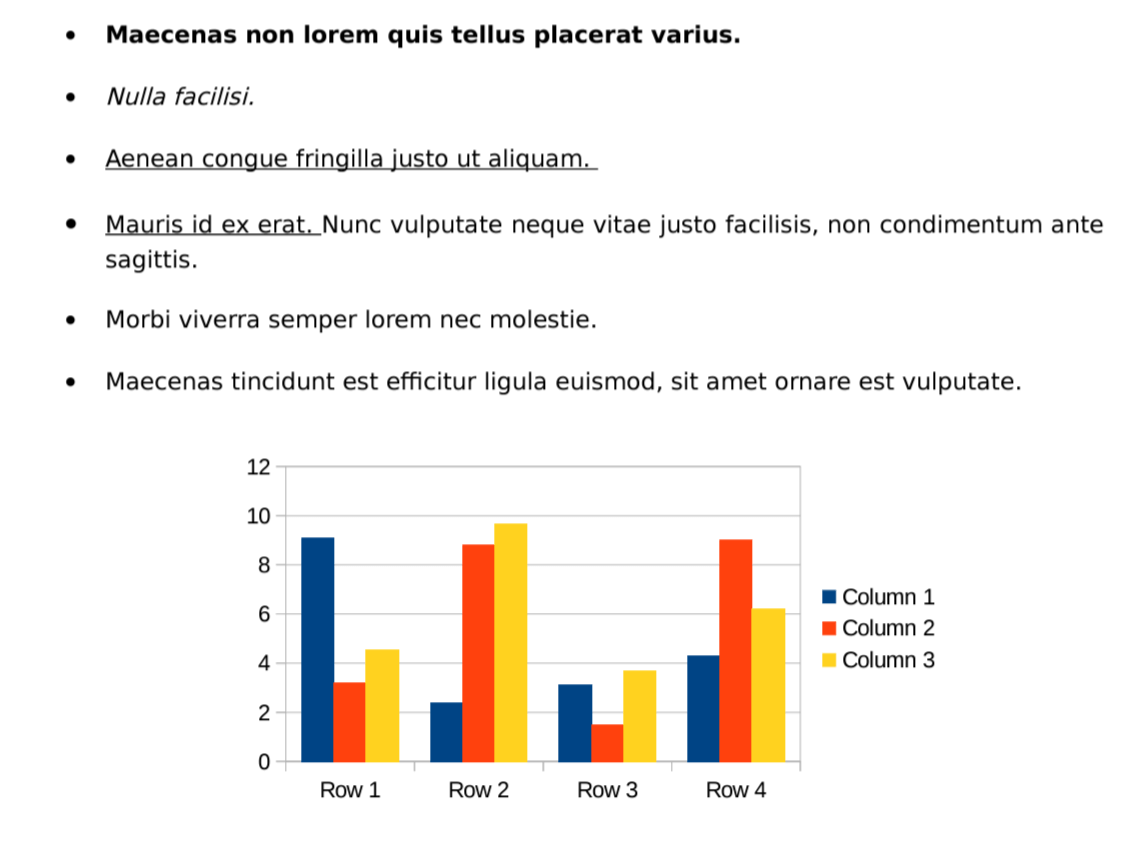 • Maecenas non lorem quis tellus placerat varius.
• Nulla facilisi.
• Aenean congue fringilla justo ut aliquam.
• Mauris id ex erat. Nunc vulputate neque vitae justo facilisis, non condimentum ante
sagittis.
• Morbi viverra semper lorem nec molestie.
• Maecenas tincidunt est efficitur ligula euismod, sit amet ornare est vulputate.
12
10
8
6
4
2
0
Row 1 Row 2 Row 3 Row 4
Column 1
Column 2
Column 3